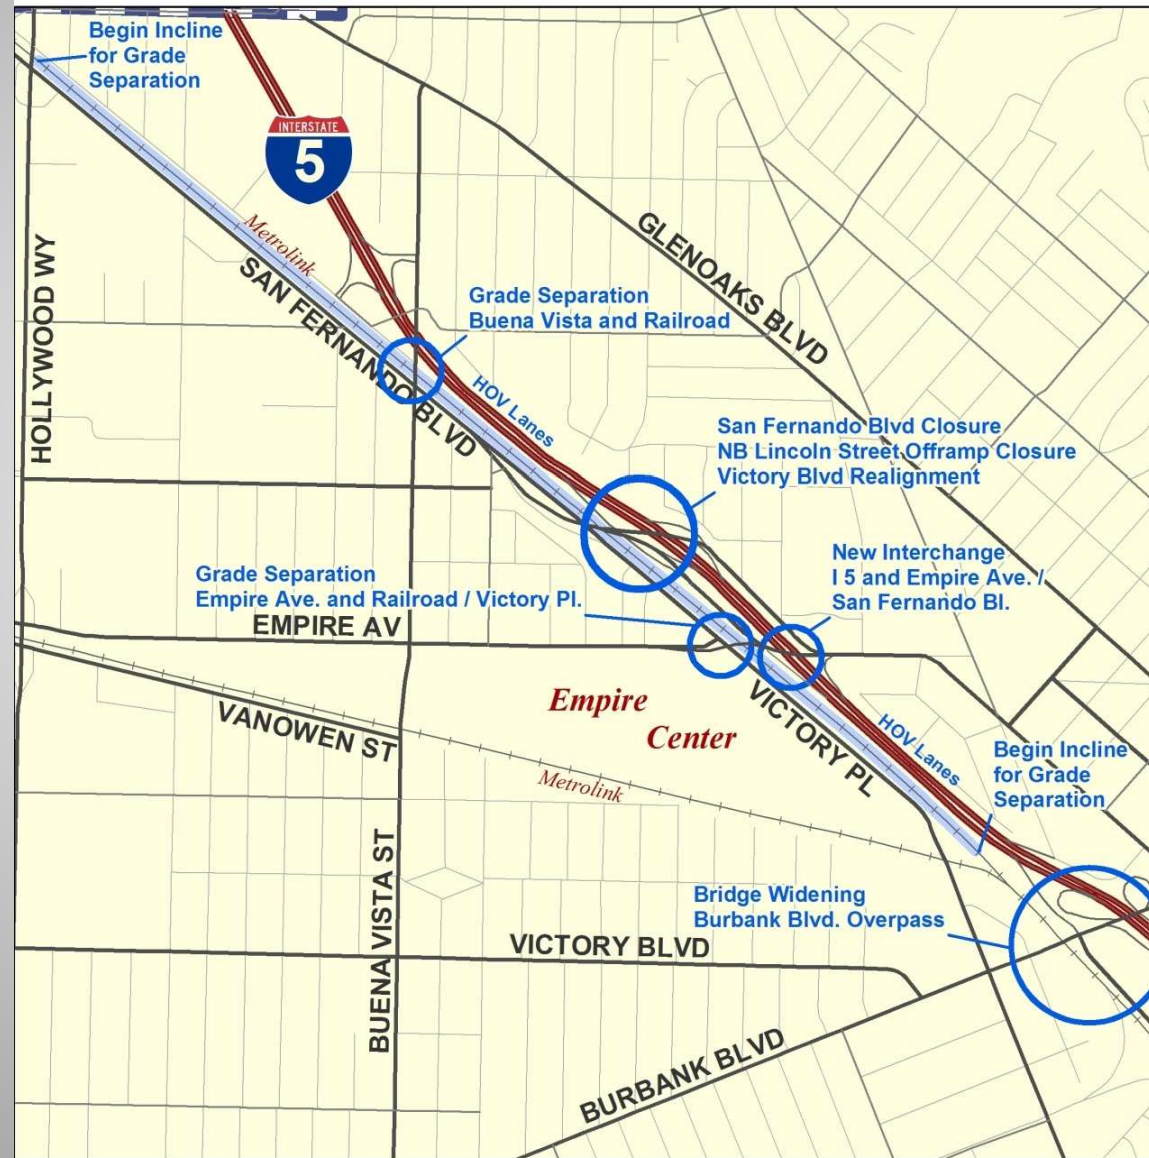 Begin Incline
for Grade
Separation
INTERSTATE
5
Metrolink
SAN FERNANDO BLVD
HOLLYWOOD WY
GLENOAKS BLVD
Grade Separation
Buena Vista and Railroad
HOV Lanes
San Fernando Blvd Closure
NB Lincoln Street Offramp Closure
Victory Blvd Realignment
New Interchange
I 5 and Empire Ave. /
San Fernando Bl.
Grade Separation
Empire Ave. and Railroad / Victory Pl.
EMPIRE AV
VANOWEN ST
Empire
Center
VICTORY PL
HOV Lanes
Metrolink
Begin Incline
for Grade
Separation
BUENA VISTA ST
Bridge Widening
Burbank Blvd. Overpass
VICTORY BLVD
BURBANK BLVD